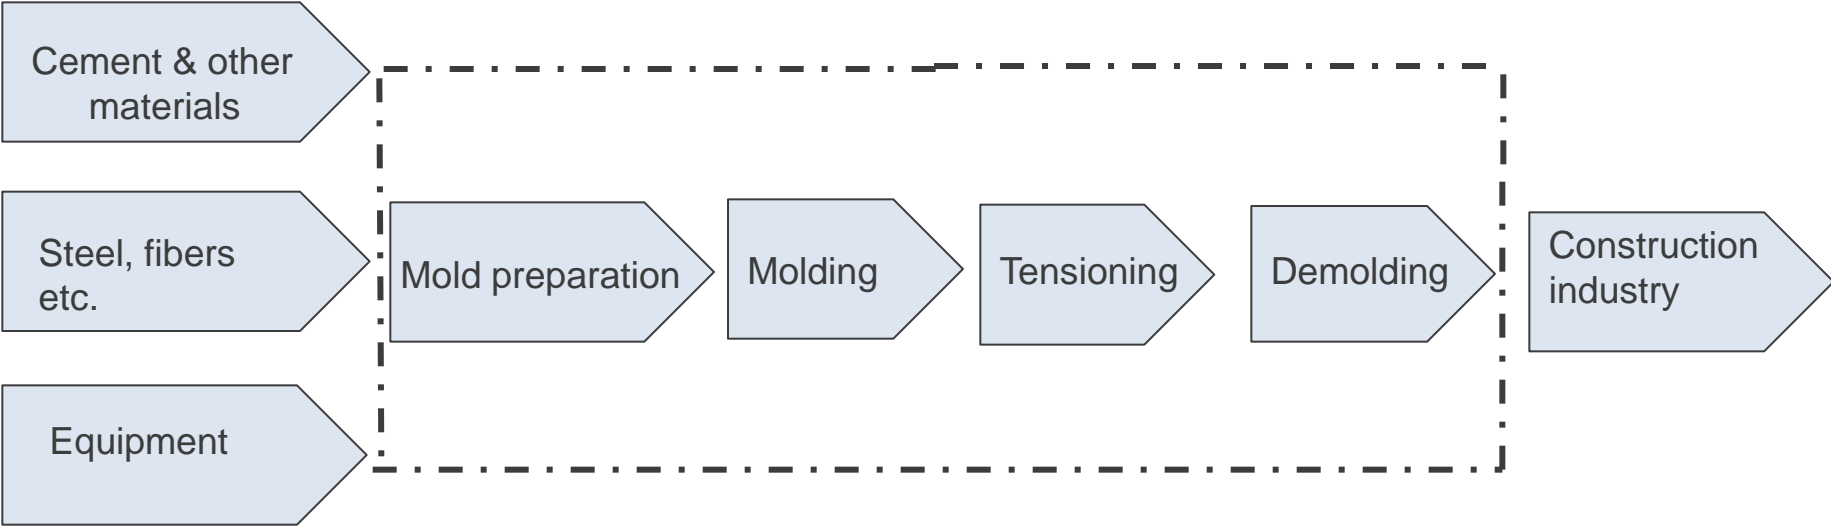 Cement & other
materials
Steel, fibers
etc.
Equipment
Mold preparation
Molding
Tensioning
Demolding
Construction
industry